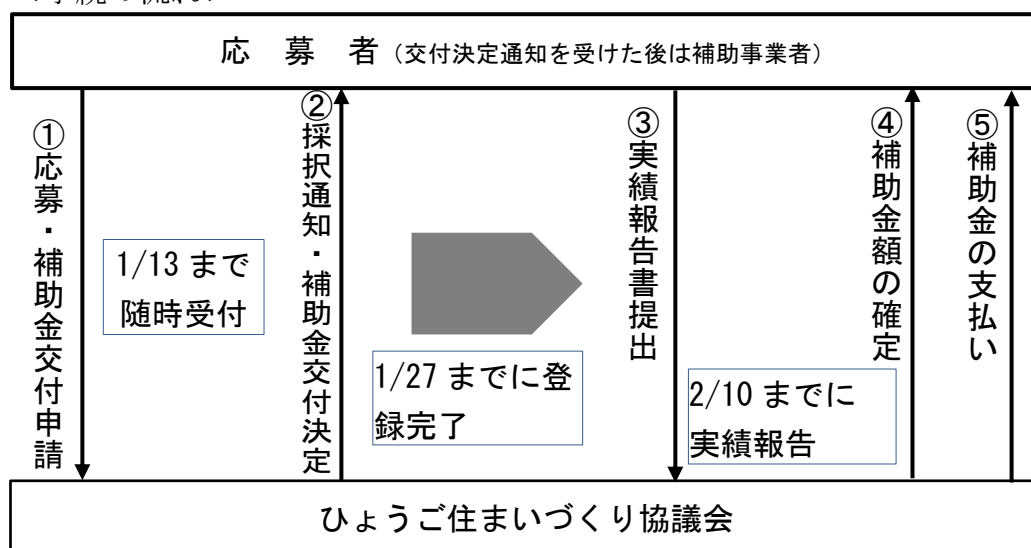 応 募 者（交付決定通知を受けた後は補助事業者）
①応募・補助金交付申請
1/13 まで
随時受付
②採択通知・補助金交付決定
1/27 までに登
録完了
③実績報告書提出
2/10 までに
実績報告
④補助金額の確定
⑤補助金の支払い
ひょうご住まいづくり協議会